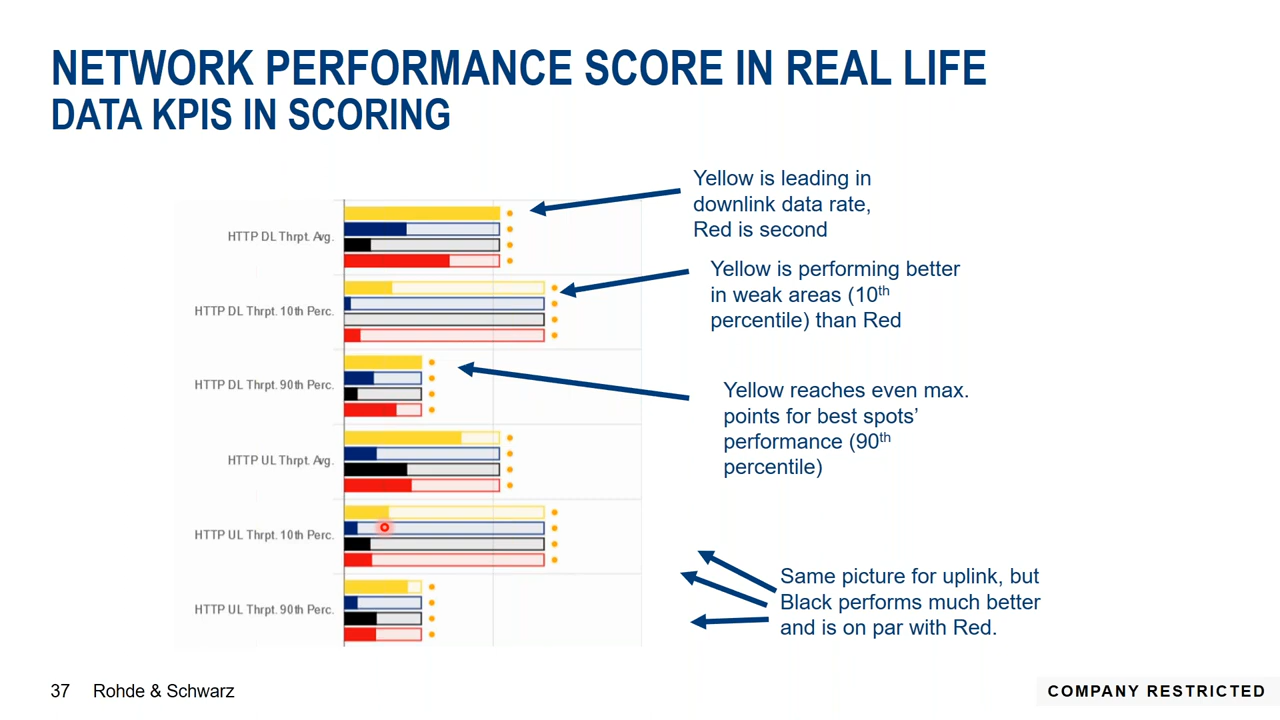 NETWORK PERFORMANCE SCORE IN REAL LIFE
DATA KPIS IN SCORING
HTTP DL Thrpt. Avg.
HTTP DL Thrpt. 10th Perc.
HTTP DL Thrpt. 90th Perc.
HTTP UL Thrpt. Avg.
HTTP UL Thrpt. 10th Perc.
HTTP UL Thrpt. 90th Perc.
Yellow is leading in
downlink data rate,
Red is second
Yellow is performing better
in weak areas (10th
percentile) than Red
Yellow reaches even max.
points for best spots’
performance (90th
percentile)
Same picture for uplink, but
Black performs much better
and is on par with Red.
37 Rohde & Schwarz
COMPANY RESTRICTED